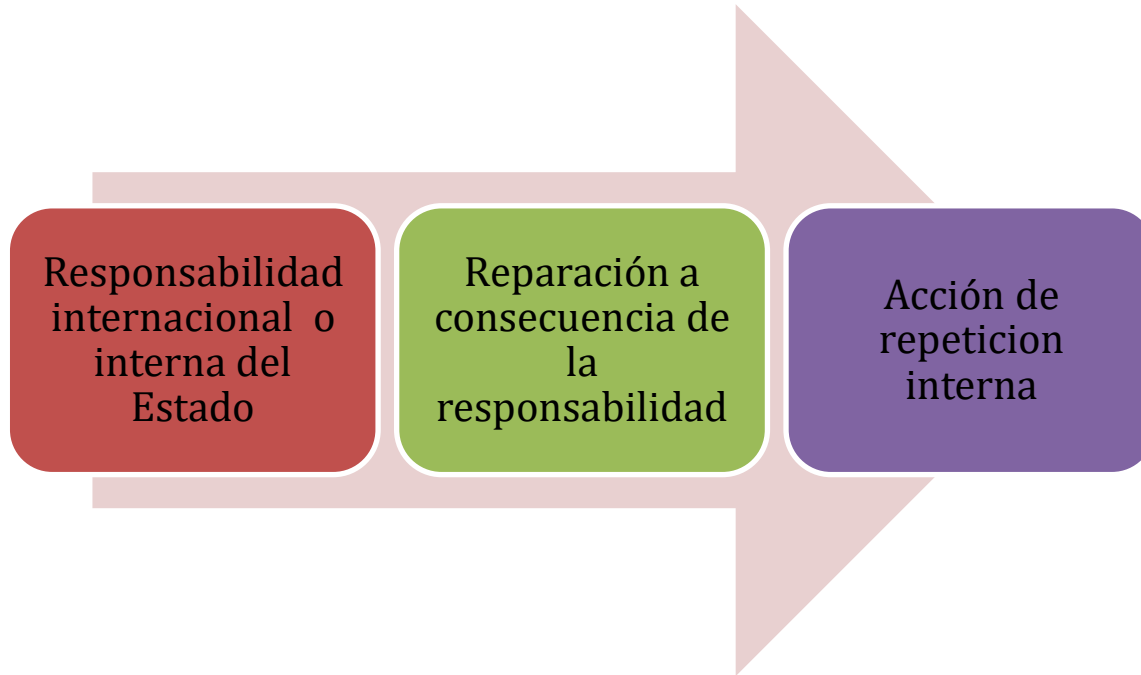 Responsabilidad
internacional  o
interna del
Estado
Reparación a
consecuencia de
la
responsabilidad
Acción de
repeticion
interna